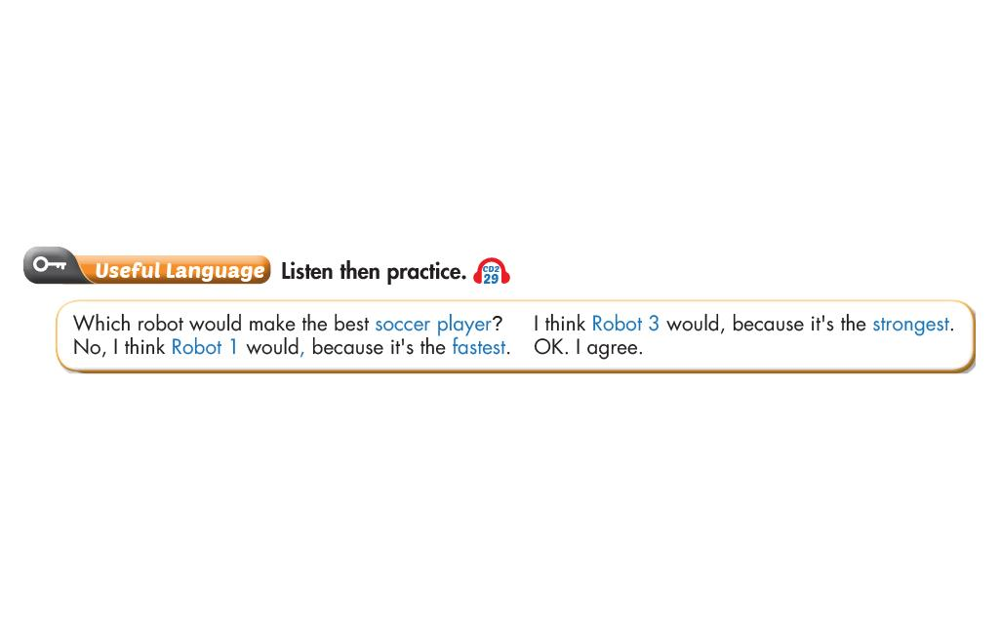 Useful Language Listen then practice. CD2 29
Which robot would make the best soccer player? I think Robot 3 would, because it's the strongest.
No, I think Robot 1 would, because it's the fastest. OK. I agree.